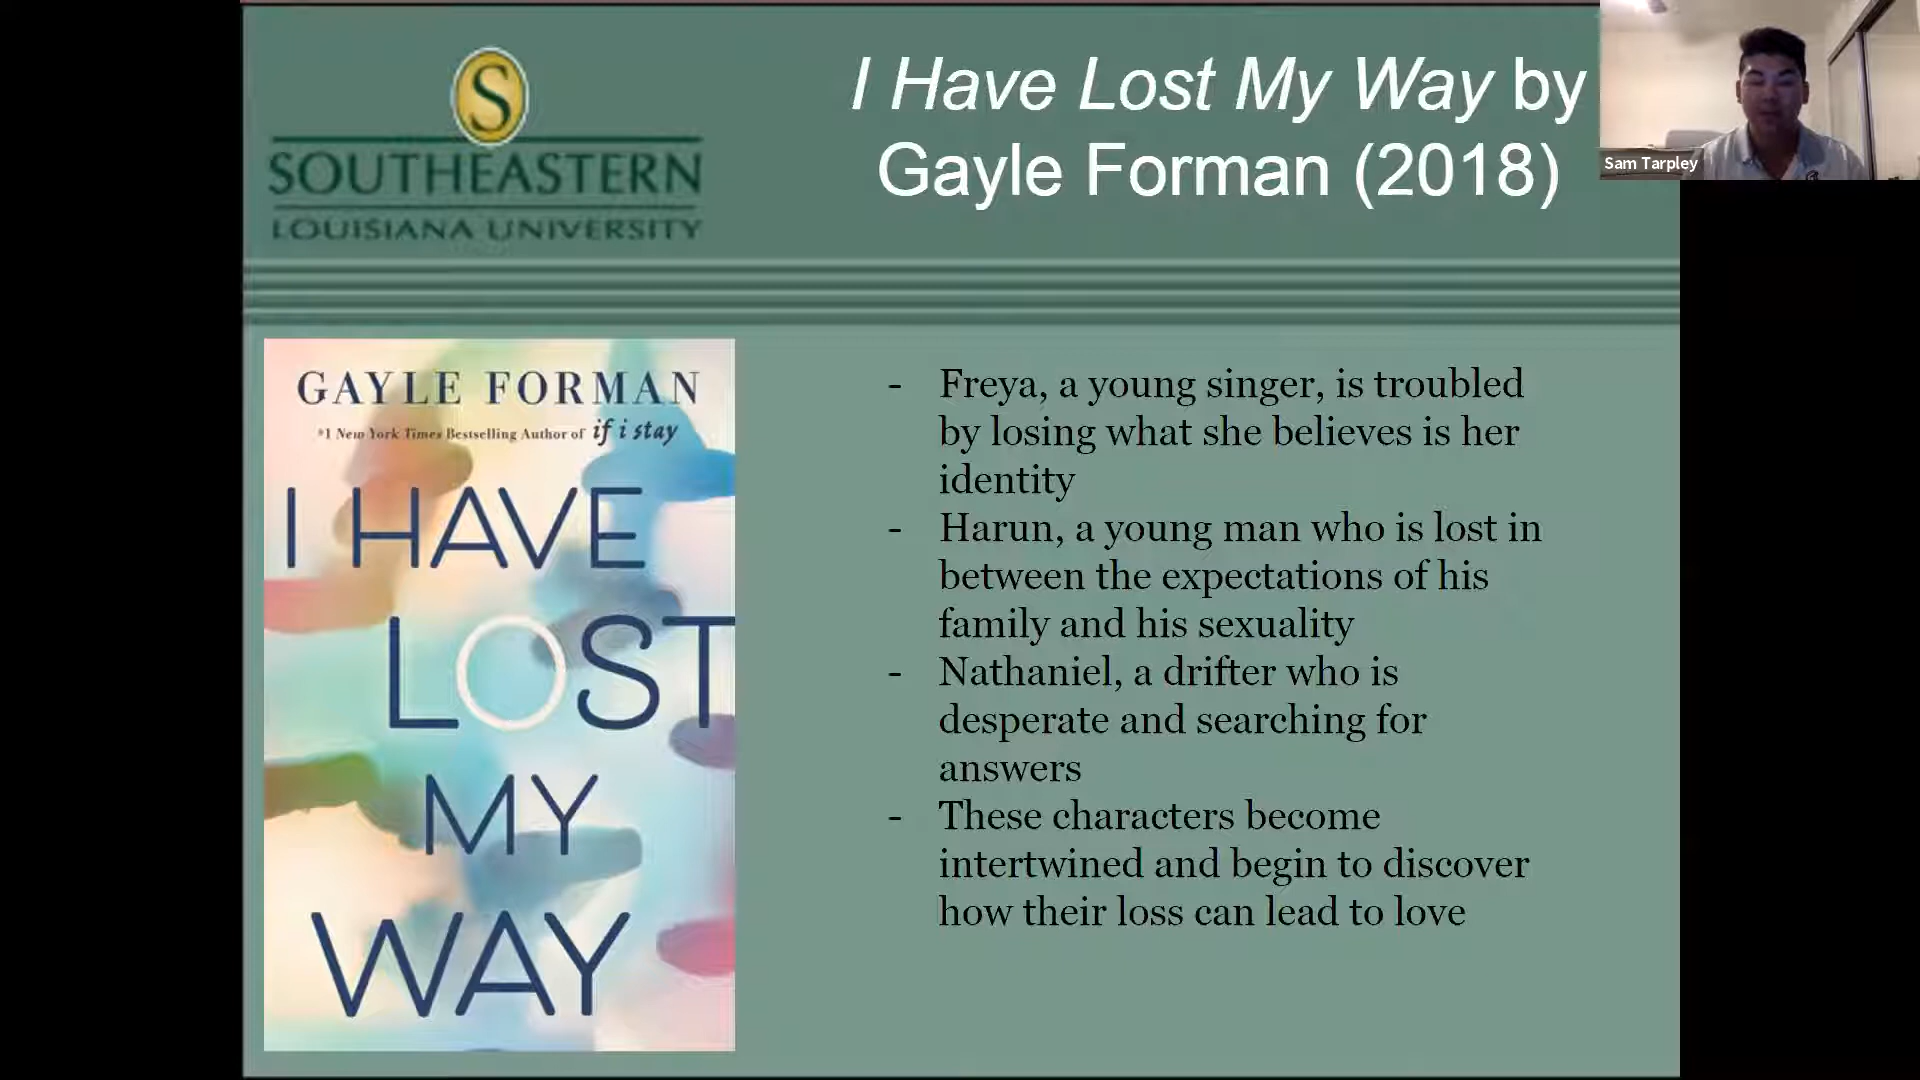 S
SOUTHEASTERN
LOUISIANA UNIVERSITY
I Have Lost My Way by
Gayle Forman (2018)
Sam Tarpley
GAYLE FORMAN
#1 New York Times Bestselling Author of if i stay
I HAVE
LOST
MY
WAY
- Freya, a young singer, is troubled
by losing what she believes is her
identity
- Harun, a young man who is lost in
between the expectations of his
family and his sexuality
- Nathaniel, a drifter who is
desperate and searching for
answers
- These characters become
intertwined and begin to discover
how their loss can lead to love